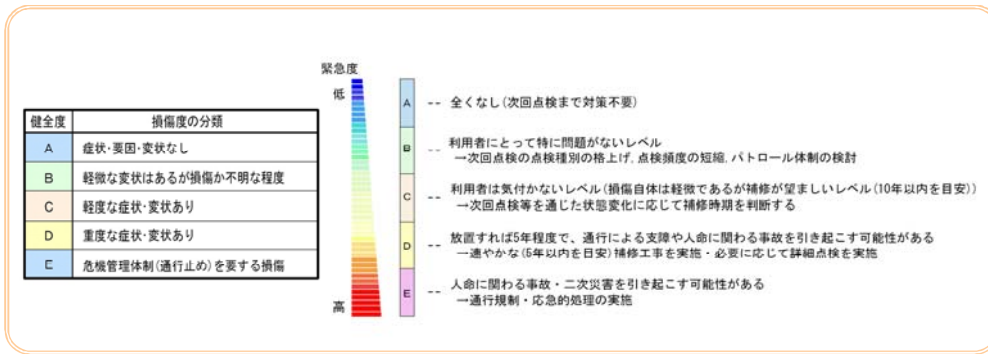 緊急度
低
健全度 損傷度の分類
A 症状・要因・変状なし
B 軽微な変状はあるが損傷か不明な程度
C 軽度な症状・変状あり
D 重度な症状・変状あり
E 危機管理体制(通行止め)を要する損傷
高
A -- 全くなし(次回点検まで対策不要)
B -- 利用者にとって特に問題がないレベル
→次回点検の点検種別の格上げ, 点検頻度の短縮, パトロール体制の検討
C -- 利用者は気付かないレベル(損傷自体は軽微であるが補修が望ましいレベル(10年以内を目安))
→次回点検等を通じた状態変化に応じて補修時期を判断する
D -- 放置すれば5年程度で、通行による支障や人命に関わる事故を引き起こす可能性がある
→速やかな(5年以内を目安)補修工事を実施・必要に応じて詳細点検を実施
E -- 人命に関わる事故・二次災害を引き起こす可能性がある
→通行規制・応急的処理の実施